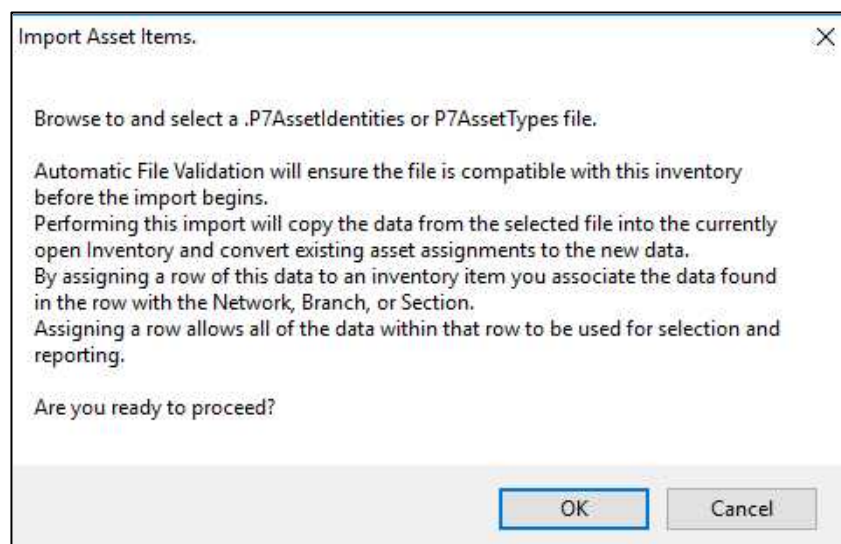 Import Asset Items.
Browse to and select a .P7AssetIdentities or P7AssetTypes file.
Automatic File Validation will ensure the file is compatible with this inventory
before the import begins.
Performing this import will copy the data from the selected file into the currently
open Inventory and convert existing asset assignments to the new data.
By assigning a row of this data to an inventory item you associate the data found
in the row with the Network, Branch, or Section.
Assigning a row allows all of the data within that row to be used for selection and
reporting.
Are you ready to proceed?
OK Cancel